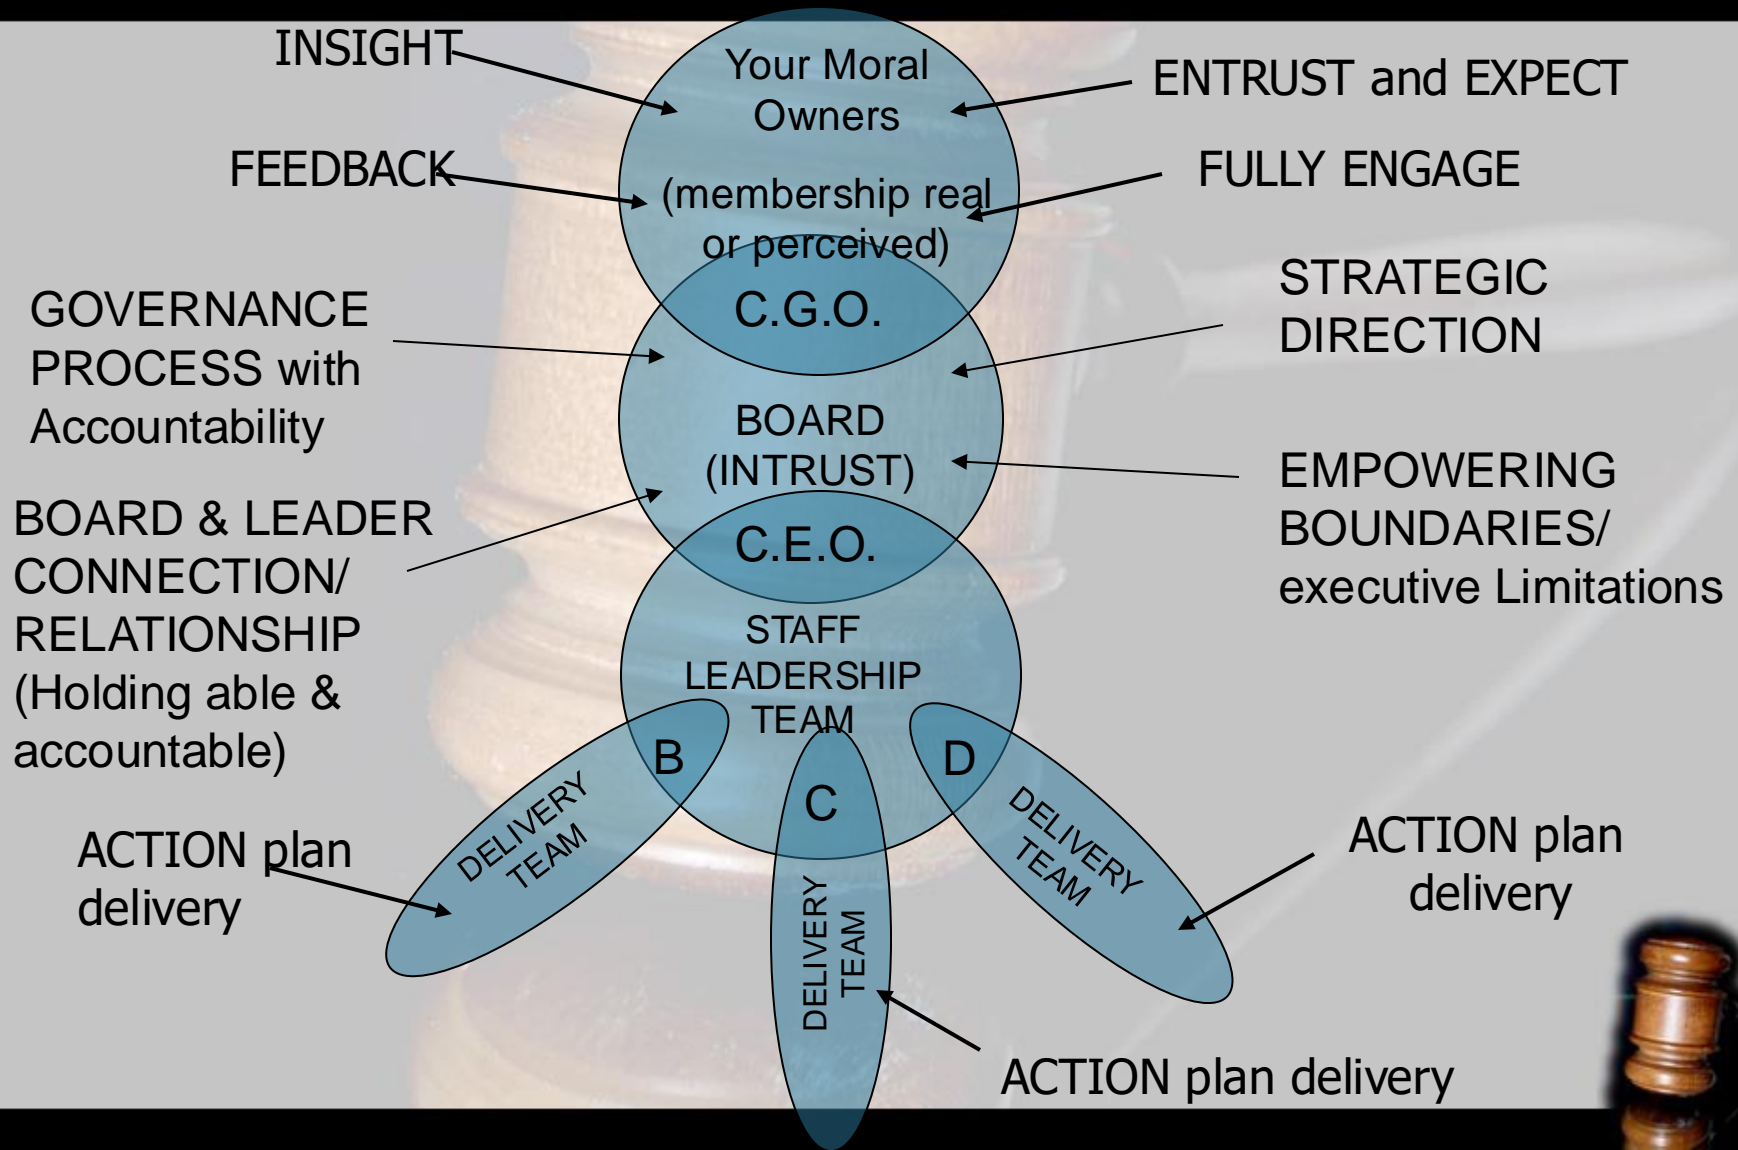 INSIGHT
FEEDBACK
Your Moral
Owners
(membership real
or perceived)
ENTRUST and EXPECT
FULLY ENGAGE
C.G.O.
GOVERNANCE
PROCESS with
Accountability
STRATEGIC
DIRECTION
BOARD
(INTRUST)
BOARD & LEADER
CONNECTION/
RELATIONSHIP
(Holding able &
accountable)
EMPOWERING
BOUNDARIES/
executive Limitations
C.E.O.
STAFF
LEADERSHIP
TEAM
B
C
D
DELIVERY
TEAM
DELIVERY
TEAM
DELIVERY
TEAM
ACTION plan
delivery
ACTION plan
delivery
ACTION plan delivery